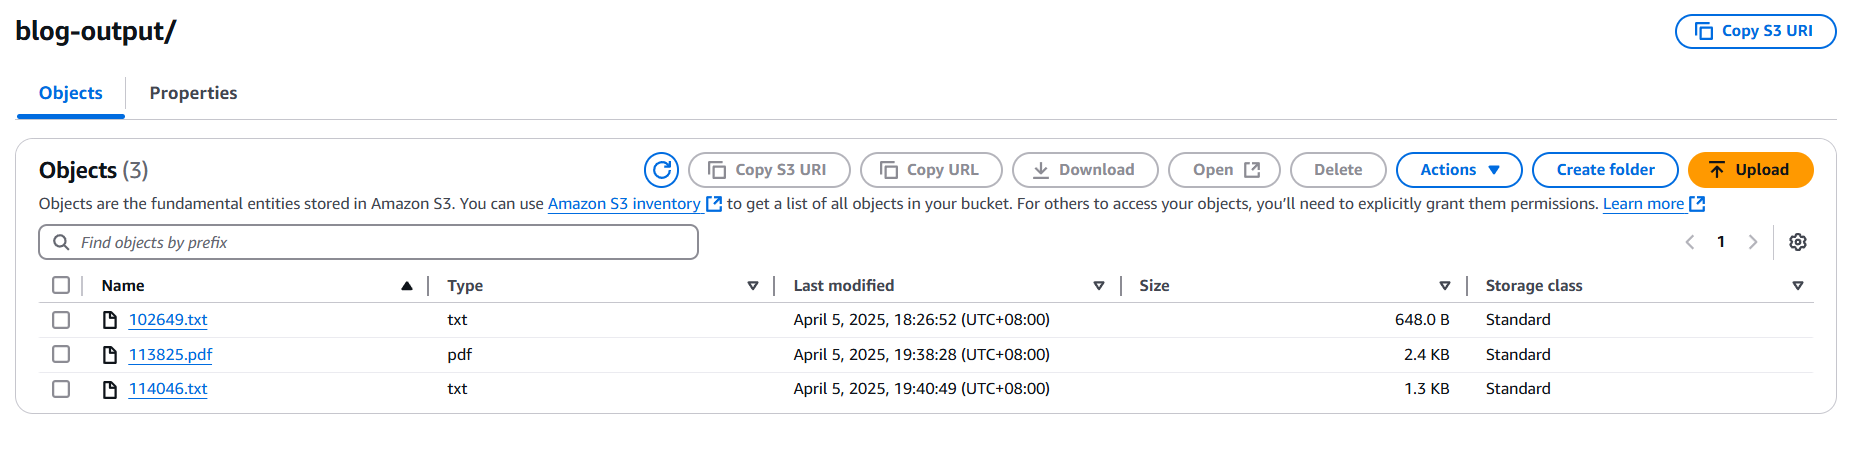 blog-output/
Copy S3 URI
Objects Properties
Objects (3)
Copy S3 URI Copy URL Download Open Delete Actions Create folder Upload
Objects are the fundamental entities stored in Amazon S3. You can use Amazon S3 inventory to get a list of all objects in your bucket. For others to access your objects, you’ll need to explicitly grant them permissions. Learn more
Find objects by prefix
1
Name Type Last modified Size Storage class
102649.txt txt April 5, 2025, 18:26:52 (UTC+08:00) 648.0 B Standard
113825.pdf pdf April 5, 2025, 19:38:28 (UTC+08:00) 2.4 KB Standard
114046.txt txt April 5, 2025, 19:40:49 (UTC+08:00) 1.3 KB Standard